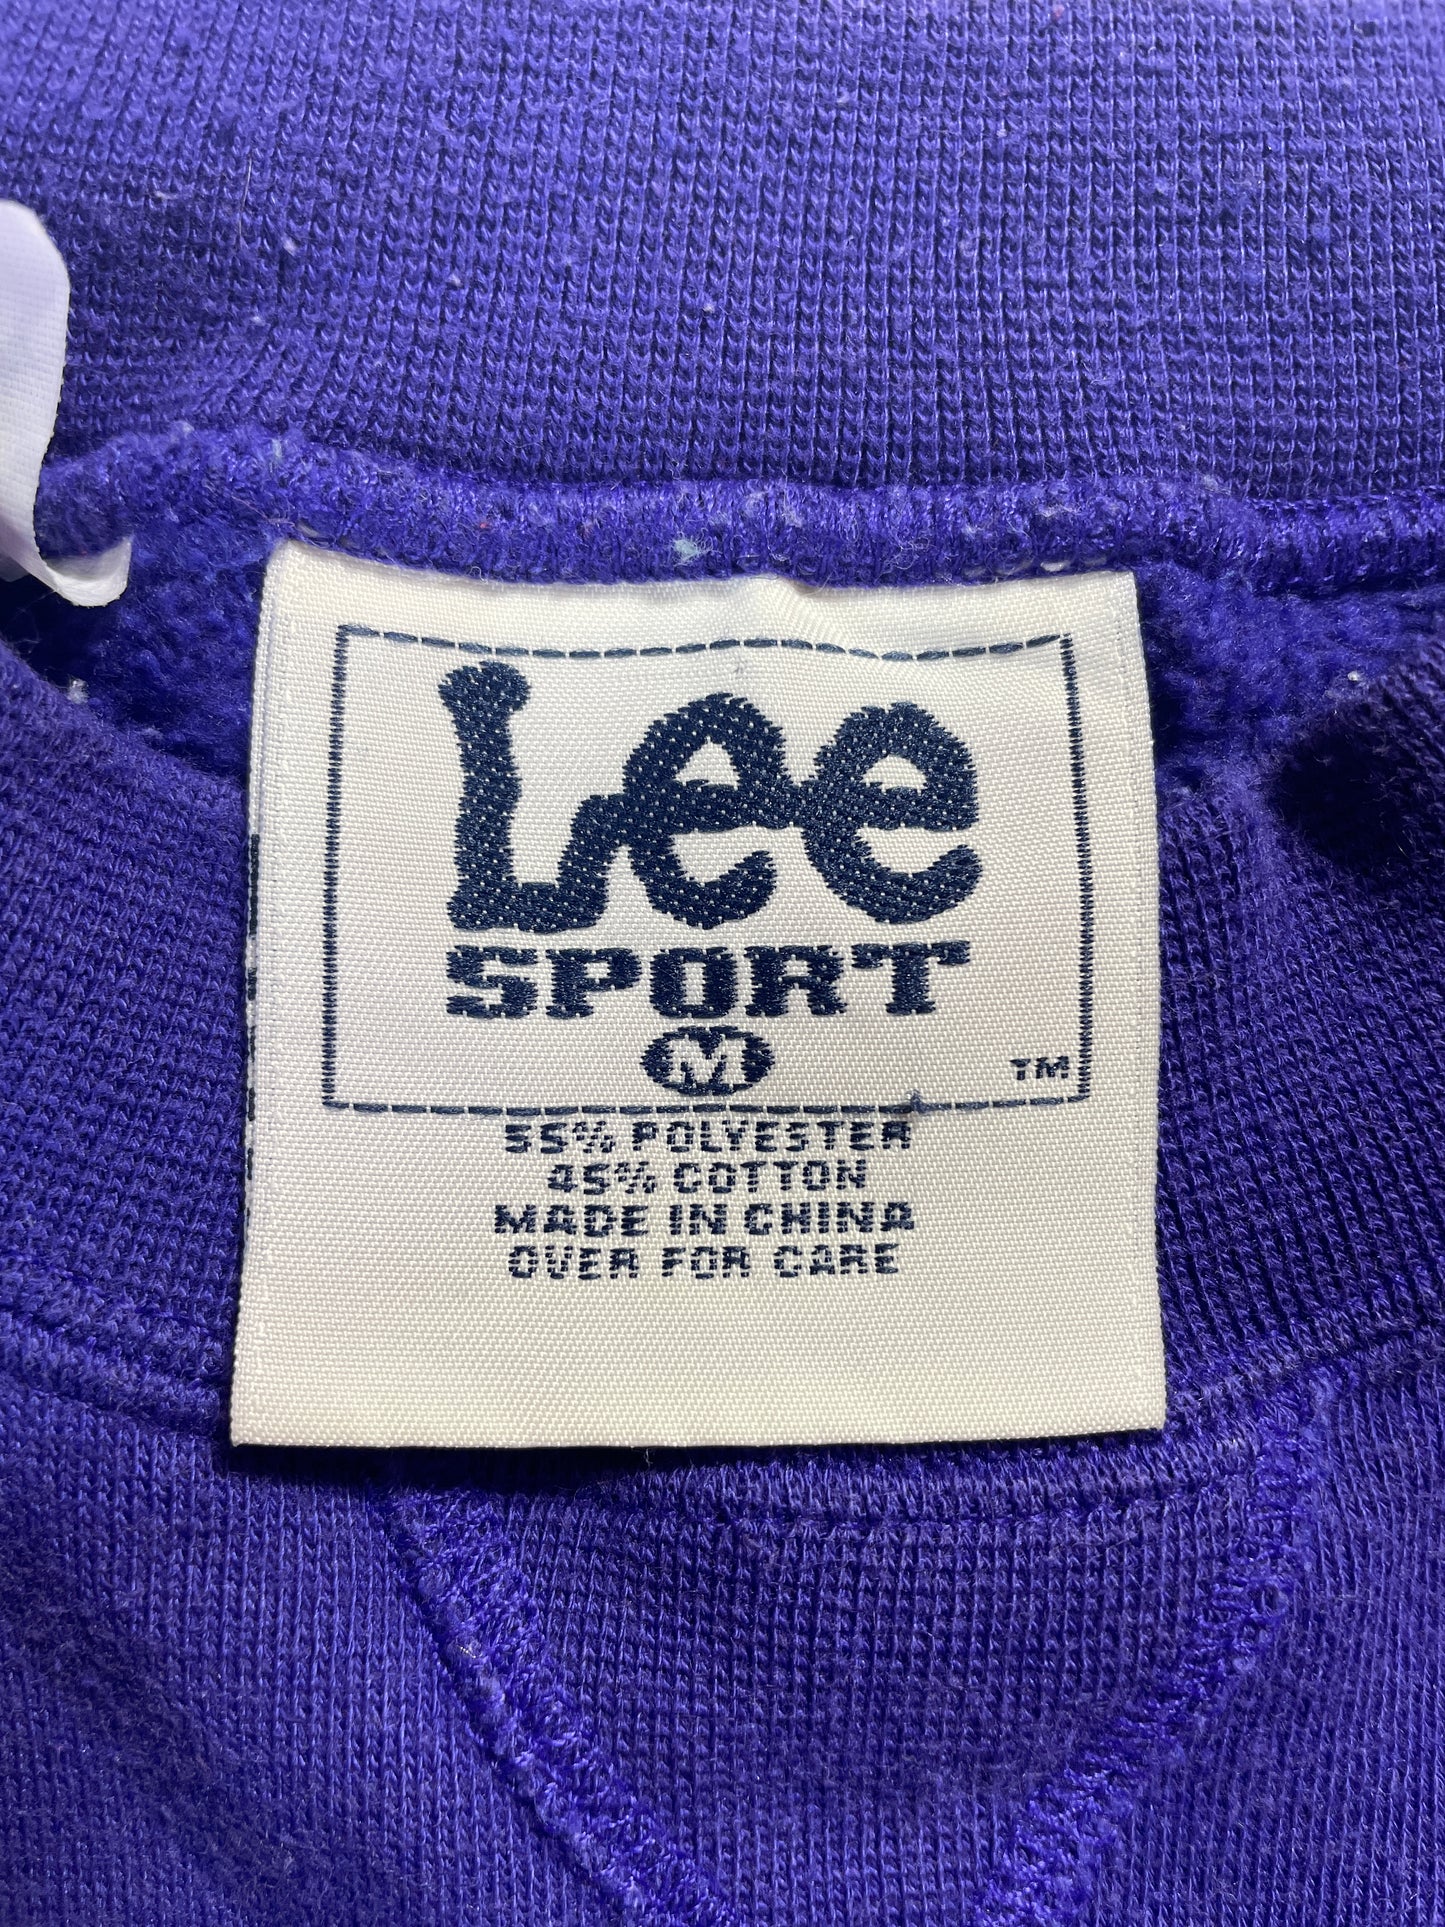 Lee
SPORT
M
TM
55% POLYESTER
45% COTTON
MADE IN CHINA
OVER FOR CARE